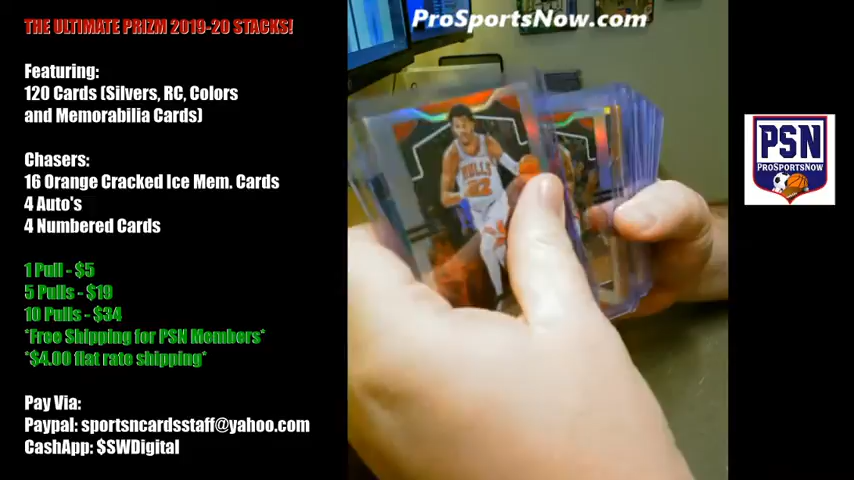 THE ULTIMATE PRIZM 2019-20 STACKS!
Featuring:
120 Cards (Silvers, RC, Colors
and Memorabilia Cards)
Chasers:
16 Orange Cracked Ice Mem. Cards
4 Auto's
4 Numbered Cards
1 Pull - $5
5 Pulls - $19
10 Pulls - $34
*Free Shipping for PSN Members*
*$4.00 flat rate shipping*
Pay Via:
Paypal: sportsncardsstaff@yahoo.com
CashApp: $SWDigital
ProSportsNow.com
BULLS
PSN
PROSPORTSNOW